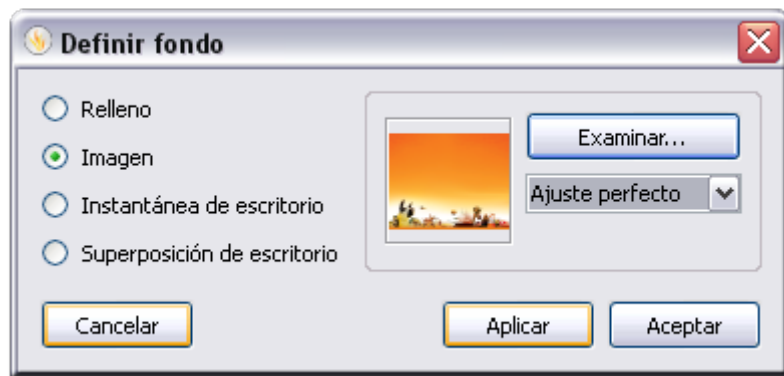 Definir fondo
Relleno
Imagen
Instantánea de escritorio
Superposición de escritorio
Examinar...
Ajuste perfecto
Cancelar
Aplicar
Aceptar